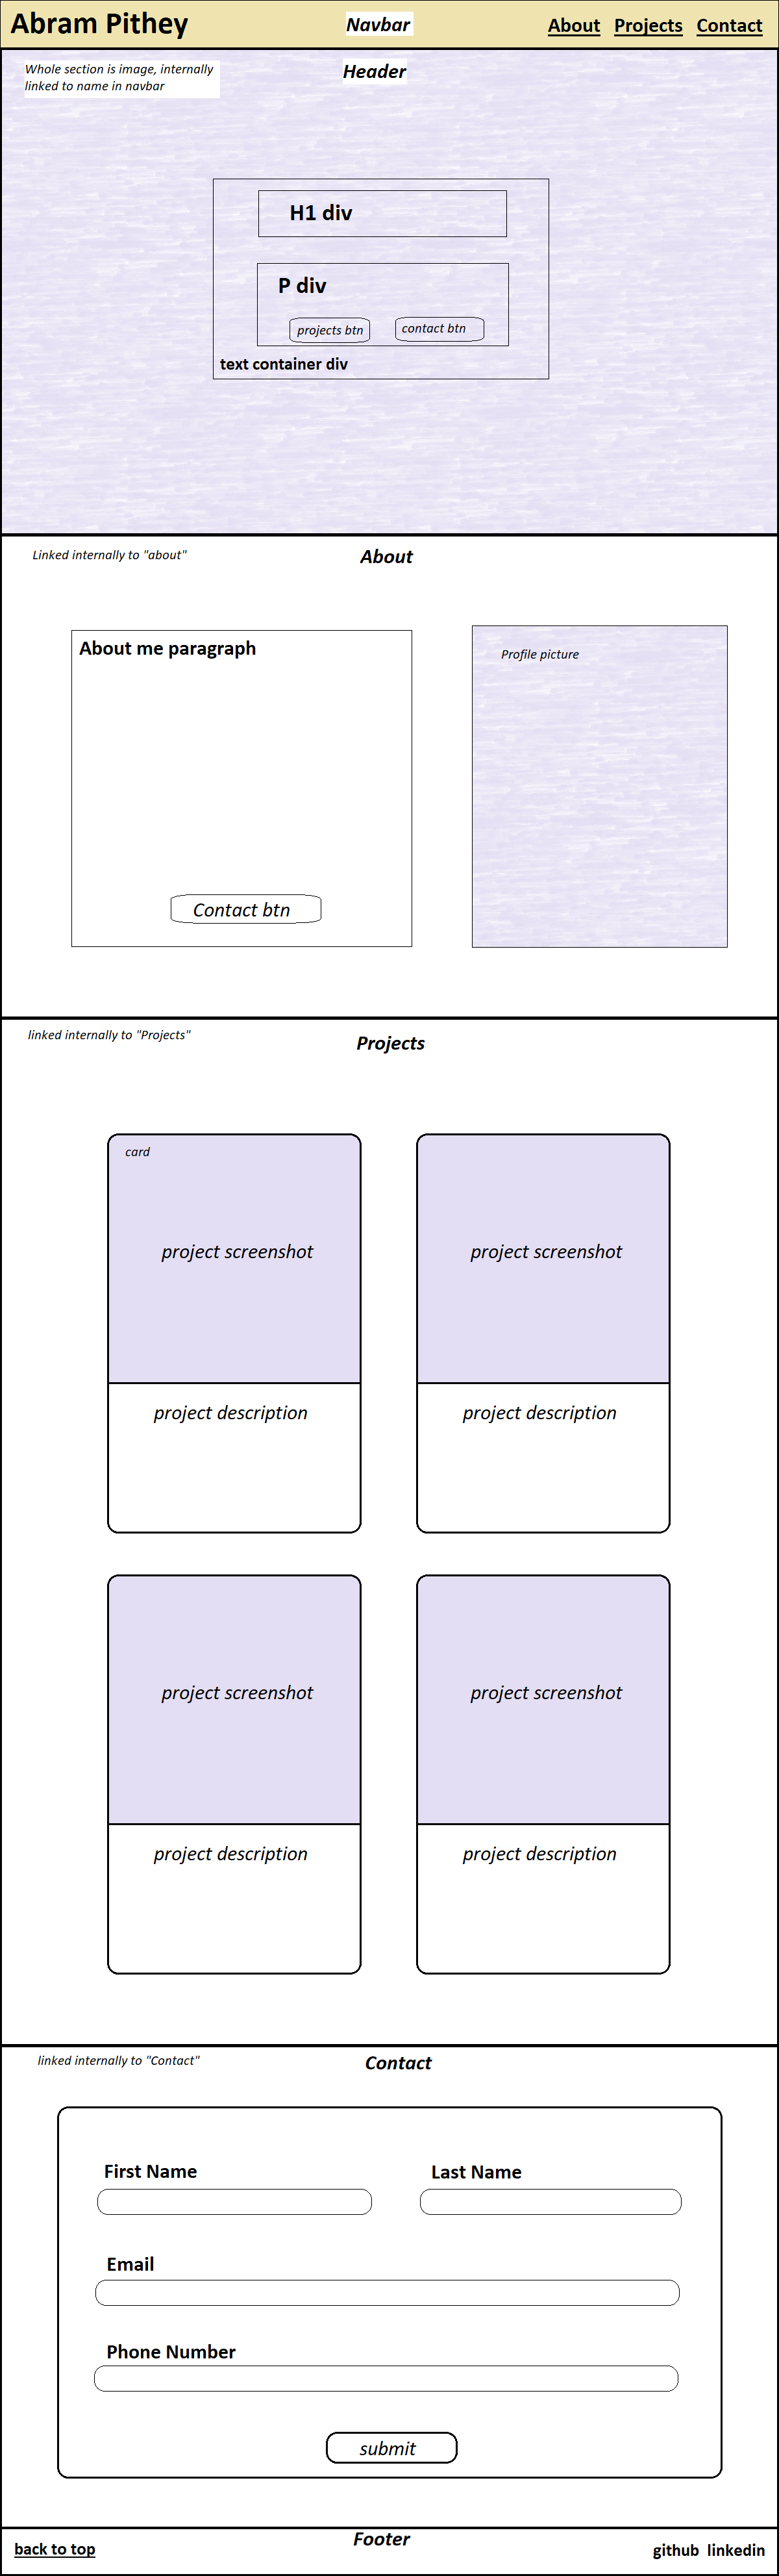 Abram Pithey
Navbar
About Projects Contact
Whole section is image, internally
linked to name in navbar
Header
H1 div
P div
projects btn
contact btn
text container div
Linked internally to "about"
About
About me paragraph
Contact btn
Profile picture
linked internally to "Projects"
Projects
card
project screenshot
project description
project screenshot
project description
project screenshot
project description
project screenshot
project description
linked internally to "Contact"
Contact
First Name
Last Name
Email
Phone Number
submit
Footer
back to top
github linkedin